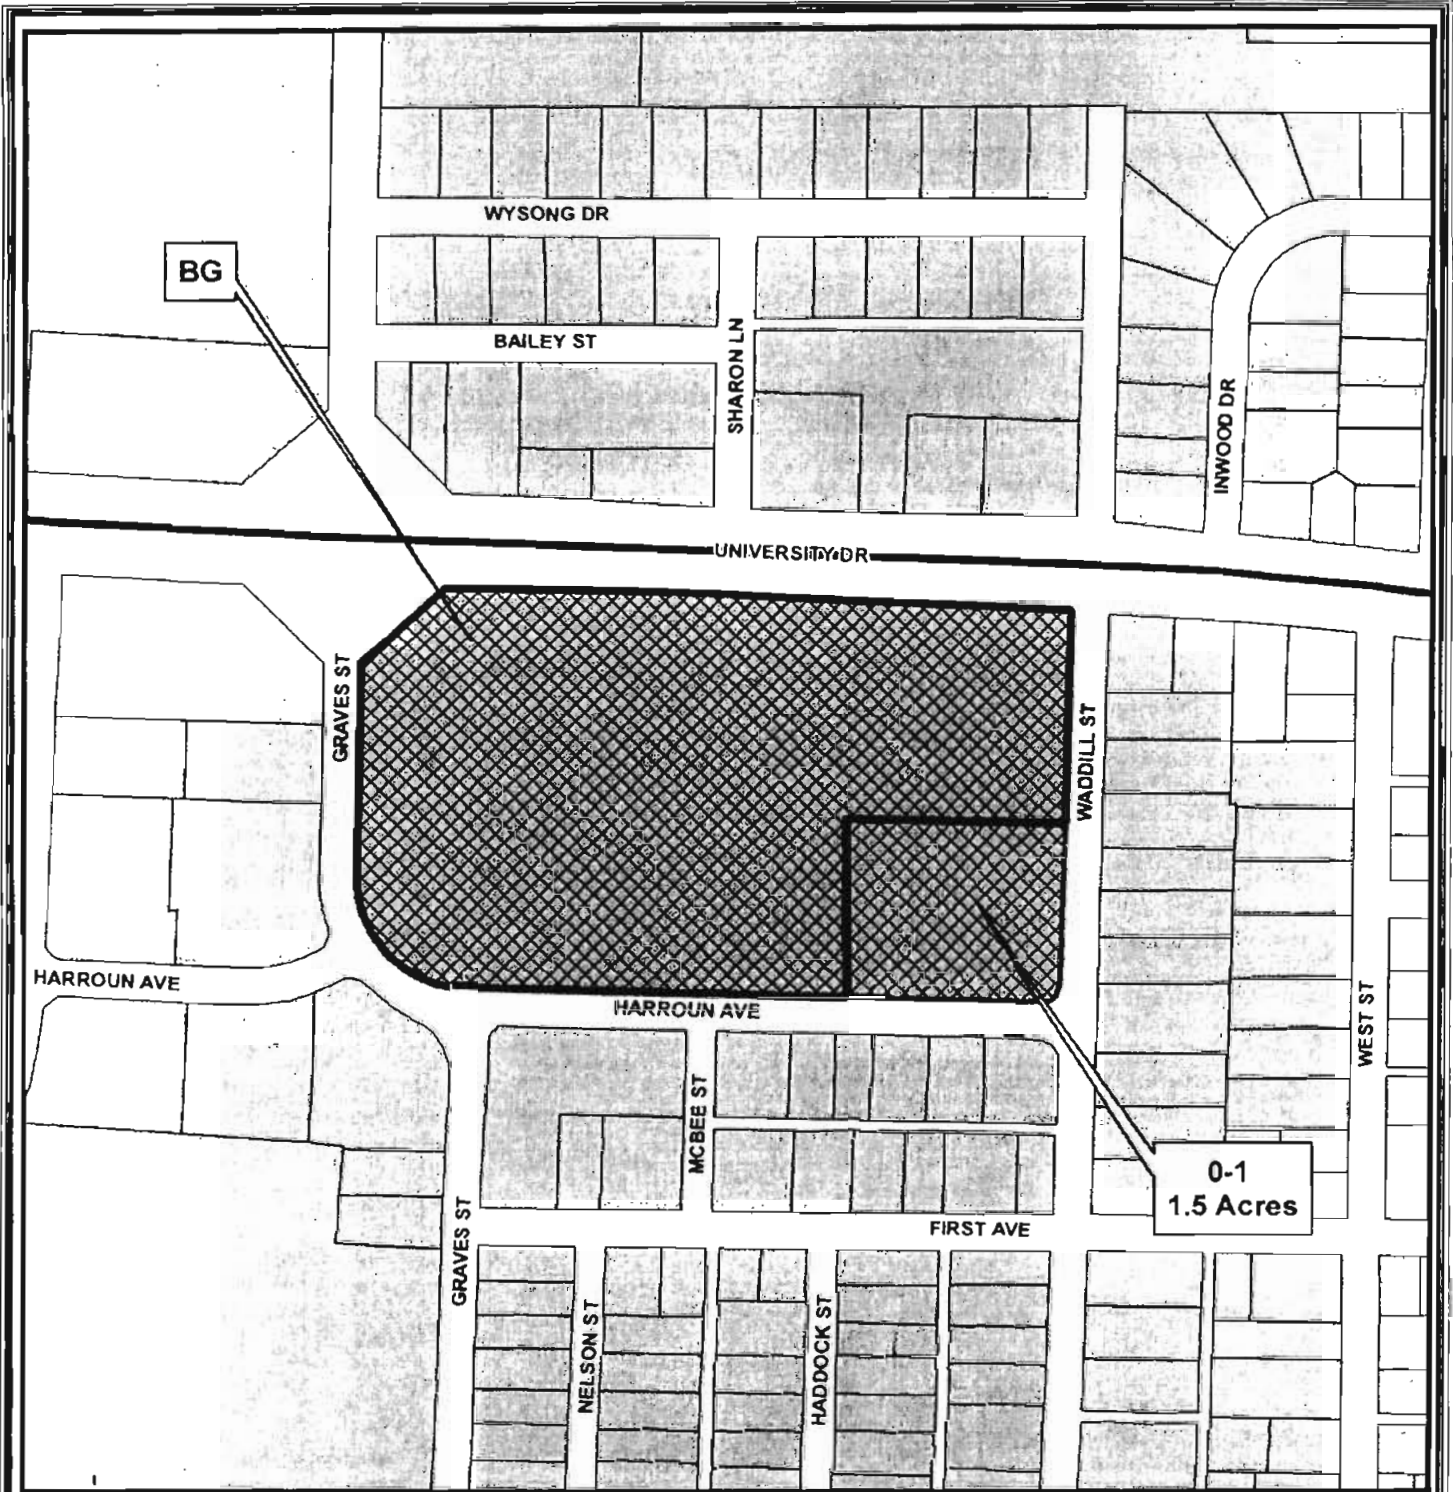 WYSONG DR
BG
BAILEY ST
SHARON LN
INWOOD DR
UNIVERSITY DR
GRAVES ST
WADDILL ST
HARROUN AVE
HARROUN AVE
WEST ST
MCBEE ST
0-1
1.5 Acres
GRAVES ST
FIRST AVE
NELSON ST
HADDOCK ST